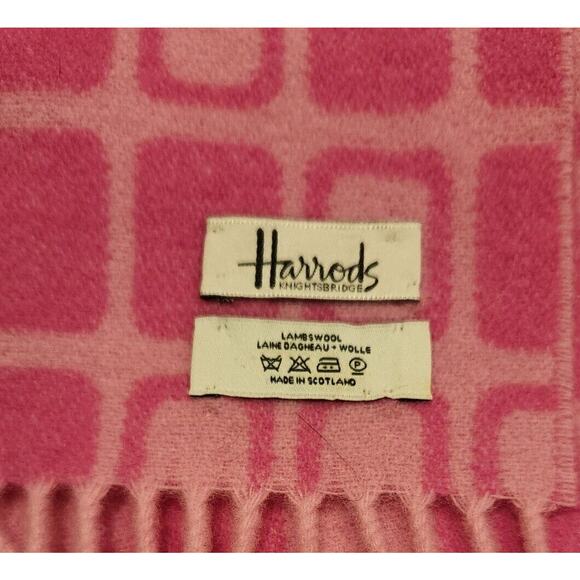 Harrods
KNIGHTSBRIDGE
LAMBSWOOL
LAINE DAGNEAU - WOLLE
P
MADE IN SCOTLAND